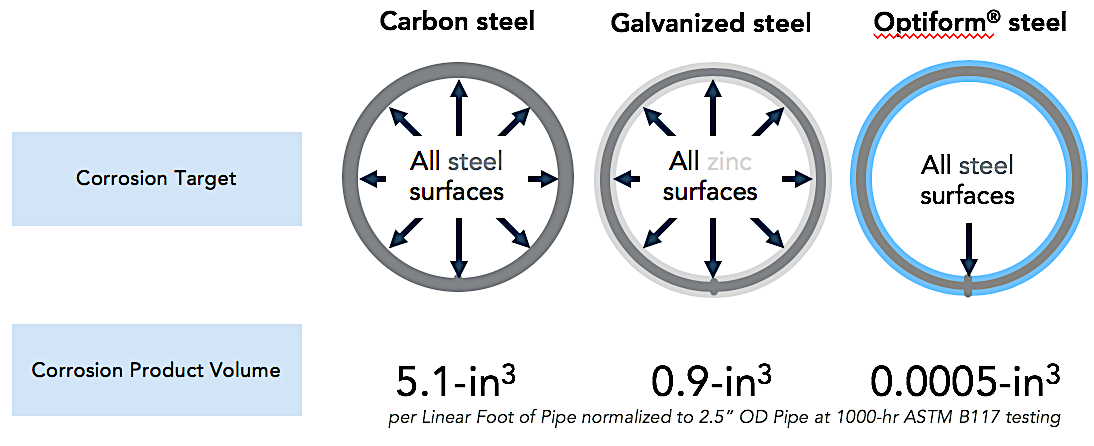 Carbon steel
Galvanized steel
Optiform® steel
Corrosion Target
All steel
surfaces
All zinc
surfaces
All steel
surfaces
Corrosion Product Volume
5.1-in³
0.9-in³
0.0005-in³
per Linear Foot of Pipe normalized to 2.5” OD Pipe at 1000-hr ASTM B117 testing